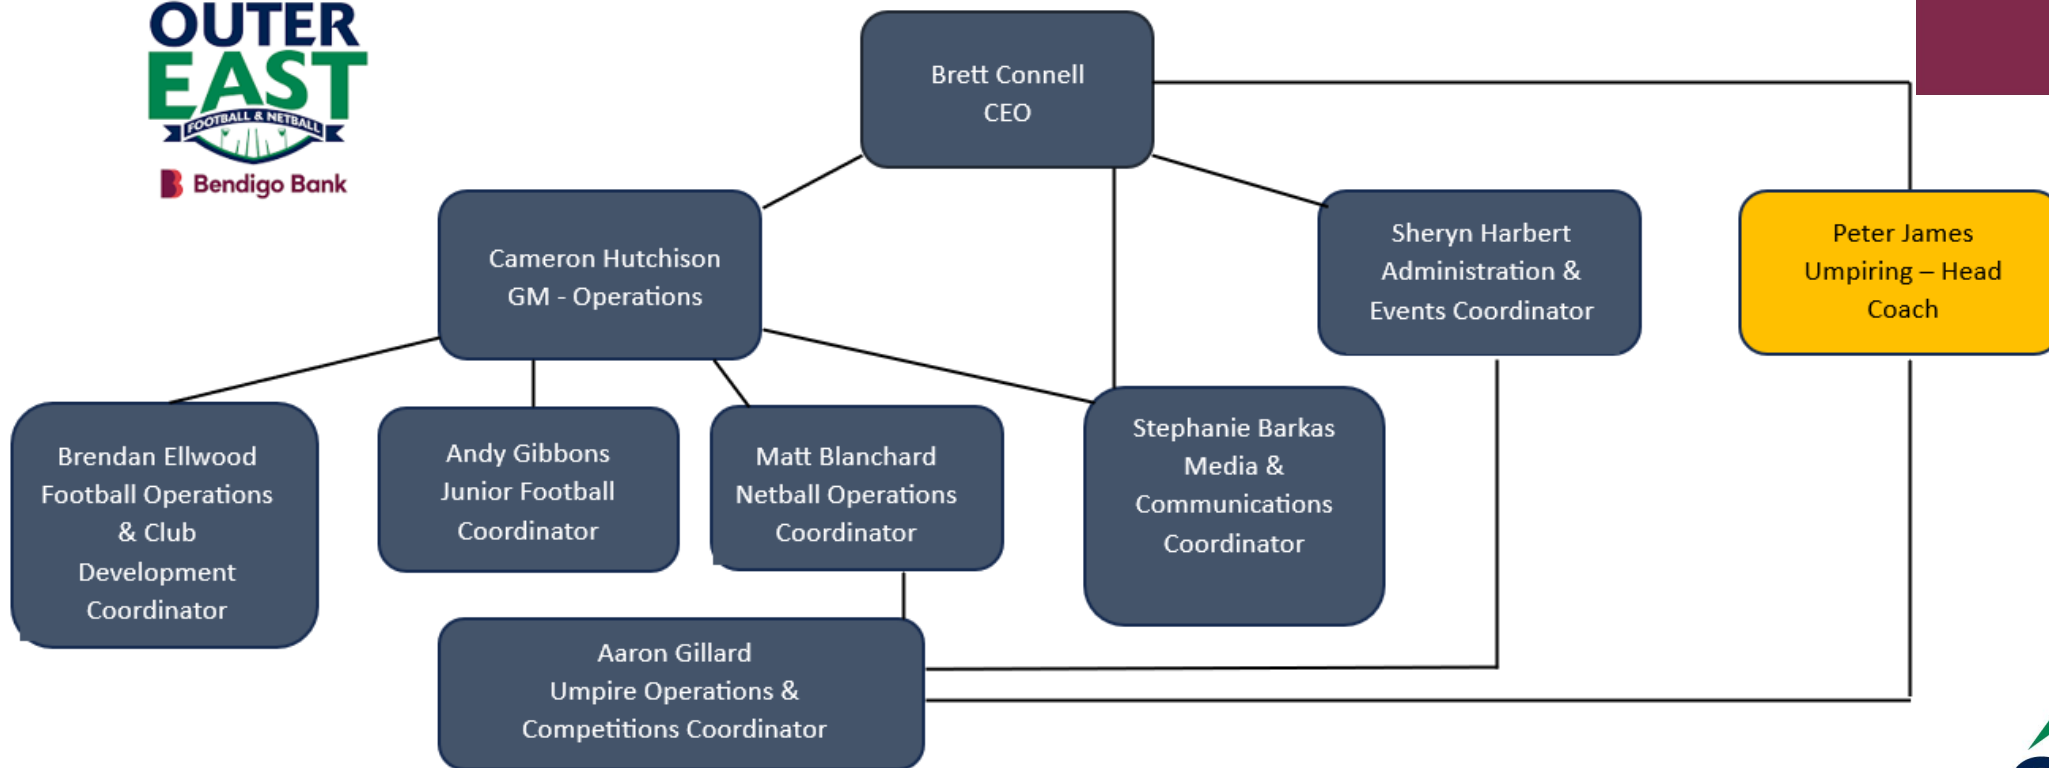 OUTER
EAST
FOOTBALL & NETBALL
Bendigo Bank
Brett Connell
CEO
Cameron Hutchison
GM - Operations
Sheryn Harbert
Administration &
Events Coordinator
Peter James
Umpiring – Head
Coach
Brendan Ellwood
Football Operations
& Club
Development
Coordinator
Andy Gibbons
Junior Football
Coordinator
Matt Blanchard
Netball Operations
Coordinator
Stephanie Barkas
Media &
Communications
Coordinator
Aaron Gillard
Umpire Operations &
Competitions Coordinator